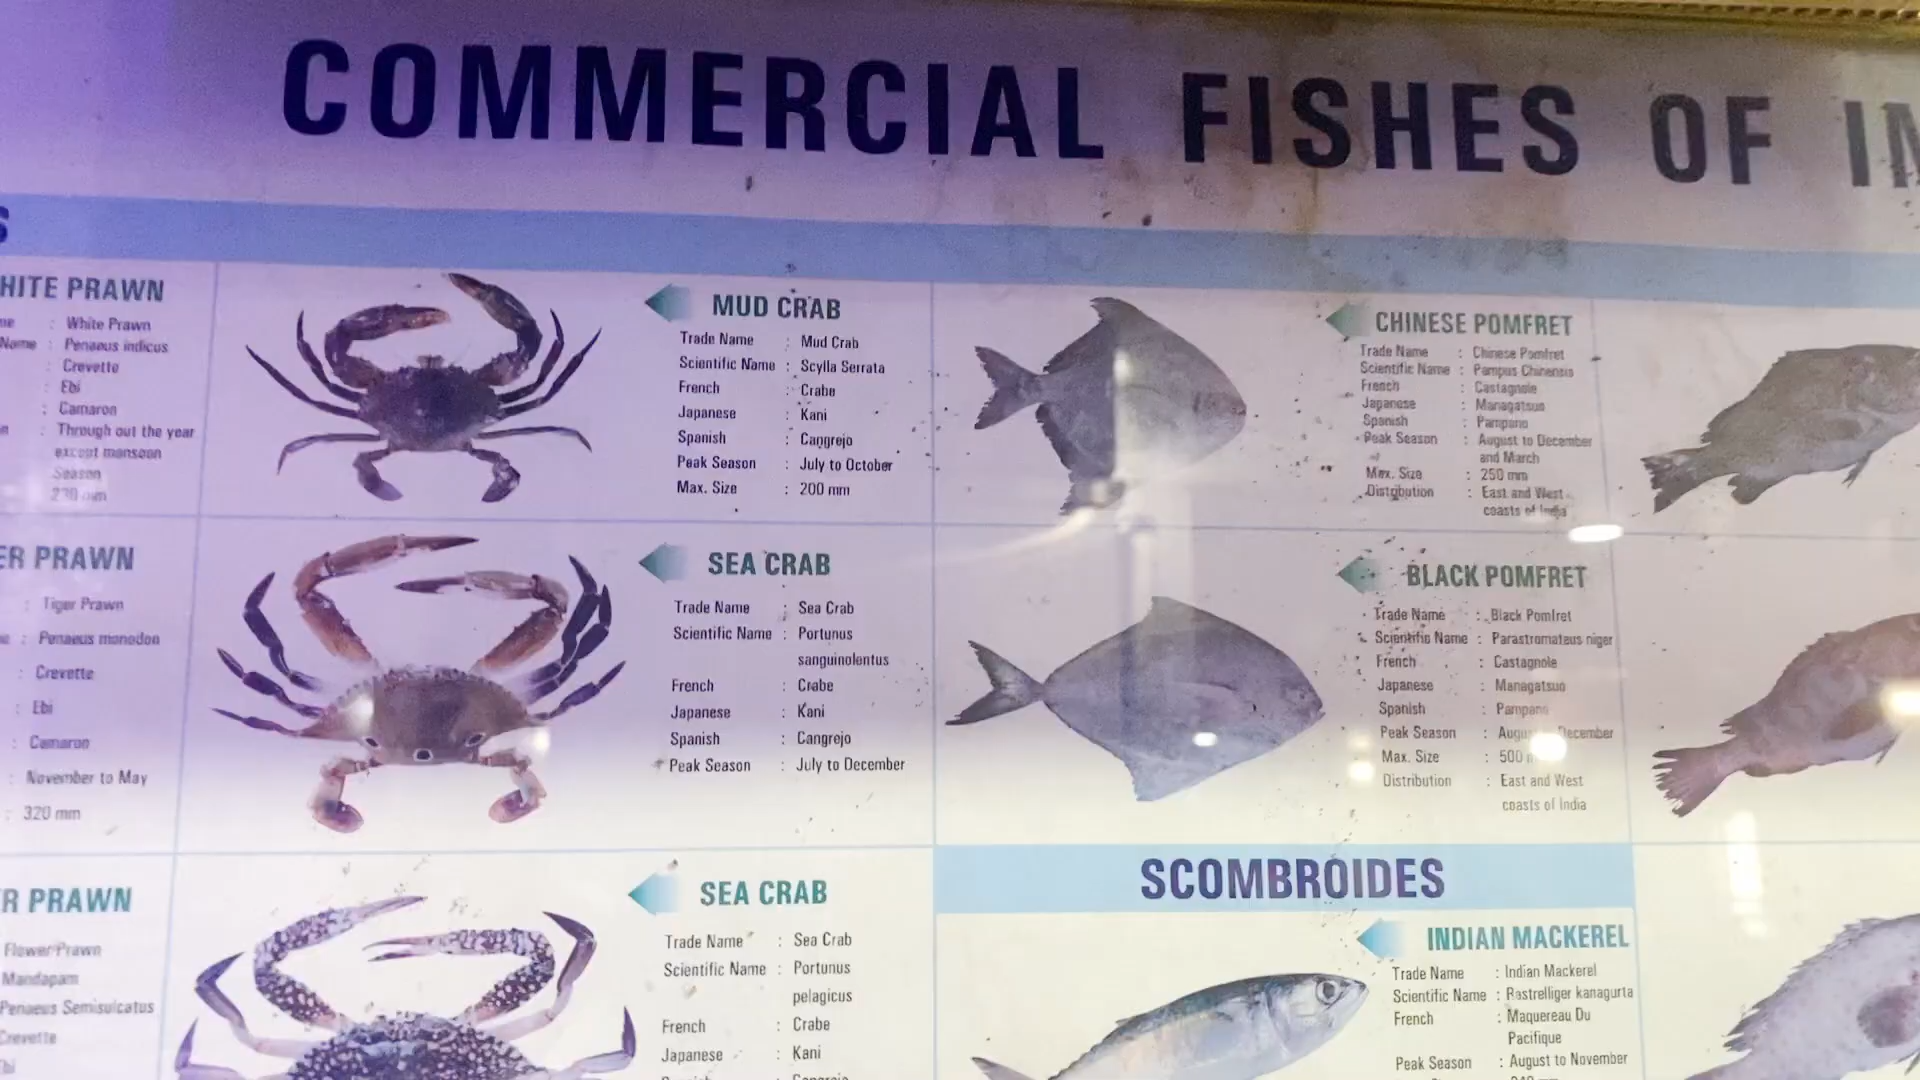 COMMERCIAL FISHES OF
S
HITE PRAWN
: White Prawn
Name : Penaeus indicus
: Crevette
: Ebi
: Camaron
: Through out the year
except monsoon
Season
ER PRAWN
: Tiger Prawn
: Penaeus monodon
: Crevette
: Ebi
: Camaron
: November to May
: 320 mm
R PRAWN
Flower Prawn
Mandapam
Penaeus Semisulcatus
Crevette
MUD CRAB
Trade Name : Mud Crab
Scientific Name : Scylla Serrata
French : Crabe
Japanese : Kani
Spanish : Cangrejo
Peak Season : July to October
Max. Size : 200 mm
SEA CRAB
Trade Name : Sea Crab
Scientific Name : Portunus
sanguinolentus
French : Crabe
Japanese : Kani
Spanish : Cangrejo
Peak Season : July to December
SEA CRAB
Trade Name : Sea Crab
Scientific Name : Portunus
pelagicus
French : Crabe
Japanese : Kani
CHINESE POMFRET
Trade Name : Chinese Pomfret
Scientific Name : Pampus Chinensis
French : Castagnole
Japanese : Managatsuo
Spanish : Pampano
Peak Season : August to December
and March
Max. Size : 250 mm
Distribution : East and West
coasts of India
BLACK POMFRET
Trade Name : Black Pomfret
Scientific Name : Parastromateus niger
French : Castagnole
Japanese : Managatsuo
Spanish : Pampano
Peak Season : December
Max. Size : 500
Distribution : East and West
coasts of India
SCOMBROIDES
INDIAN MACKEREL
Trade Name : Indian Mackerel
Scientific Name : Rastrelliger kanagurta
French : Maquereau Du
Pacifique
Peak Season : August to November